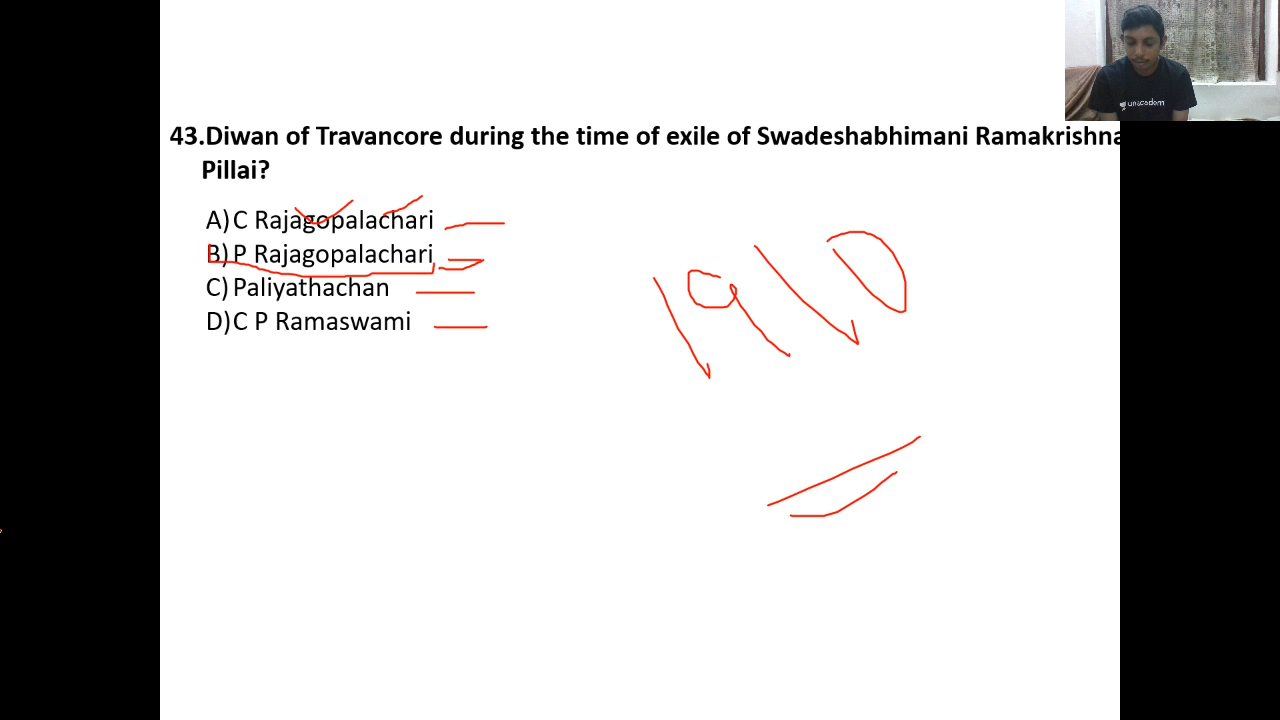 43.Diwan of Travancore during the time of exile of Swadeshabhimani Ramakrishna
Pillai?
A) C Rajagopalachari
B) P Rajagopalachari
C) Paliyathachan
D) C P Ramaswami
1910